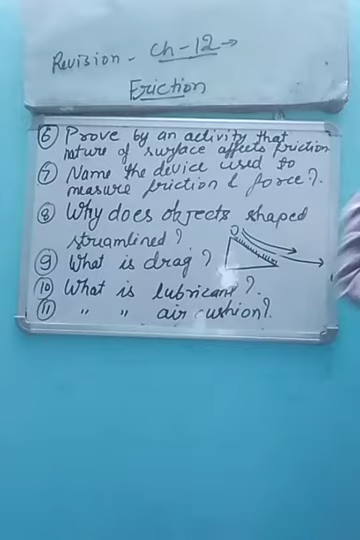 Revision - Ch-12→
Friction
⑥ Prove by an activity that
nature of surface affects friction
⑦ Name the device used to
measure friction & force?.
⑧ Why does objects shaped
streamlined?
⑨ What is drag?
⑩ What is lubricant?.
⑪ " " air cushion?.